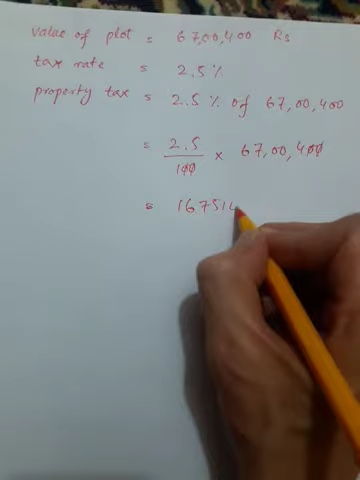 value of plot = 67,00,400 Rs
tax rate = 2.5%
property tax = 2.5% of 67,00,400
= 2.5/100 × 67,00,400
= 16751